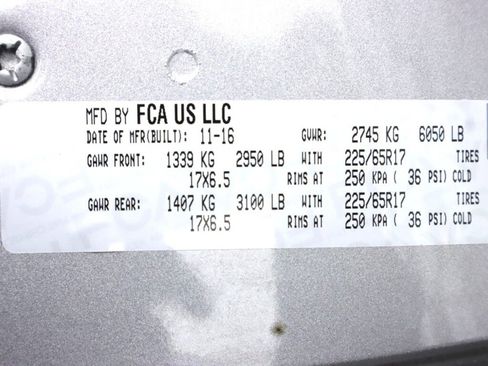 MFD BY FCA US LLC
DATE OF MFR(BUILT): 11-16 GVWR: 2745 KG 6050 LB
GAWR FRONT: 1339 KG 2950 LB WITH 225/65R17 TIRES
17X6.5 RIMS AT 250 KPA ( 36 PSI) COLD
GAWR REAR: 1407 KG 3100 LB WITH 225/65R17 TIRES
17X6.5 RIMS AT 250 KPA ( 36 PSI) COLD